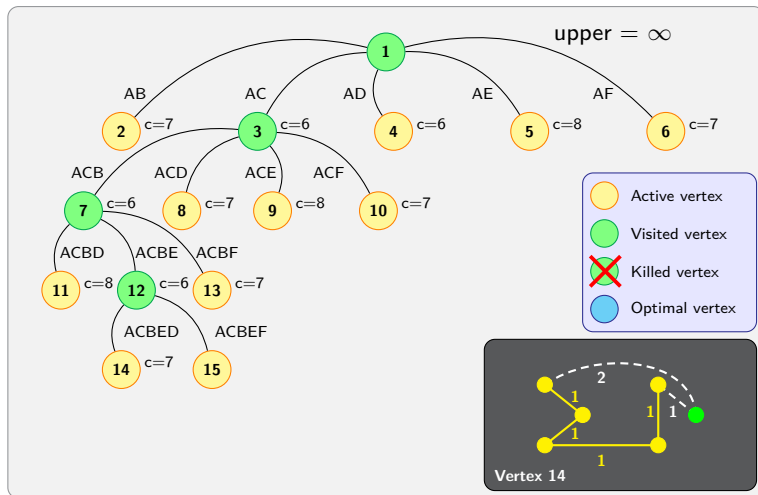 upper = ∞
1
AB
AC
AD
AE
AF
2
c=7
3
c=6
4
c=6
5
c=8
6
c=7
ACB
ACD
ACE
ACF
7
c=6
8
c=7
9
c=8
10
c=7
ACBD
ACBE
ACBF
11
c=8
12
c=6
13
c=7
ACBED
ACBEF
14
c=7
15
Active vertex
Visited vertex
Killed vertex
Optimal vertex
2
1
1
1
1
1
Vertex 14